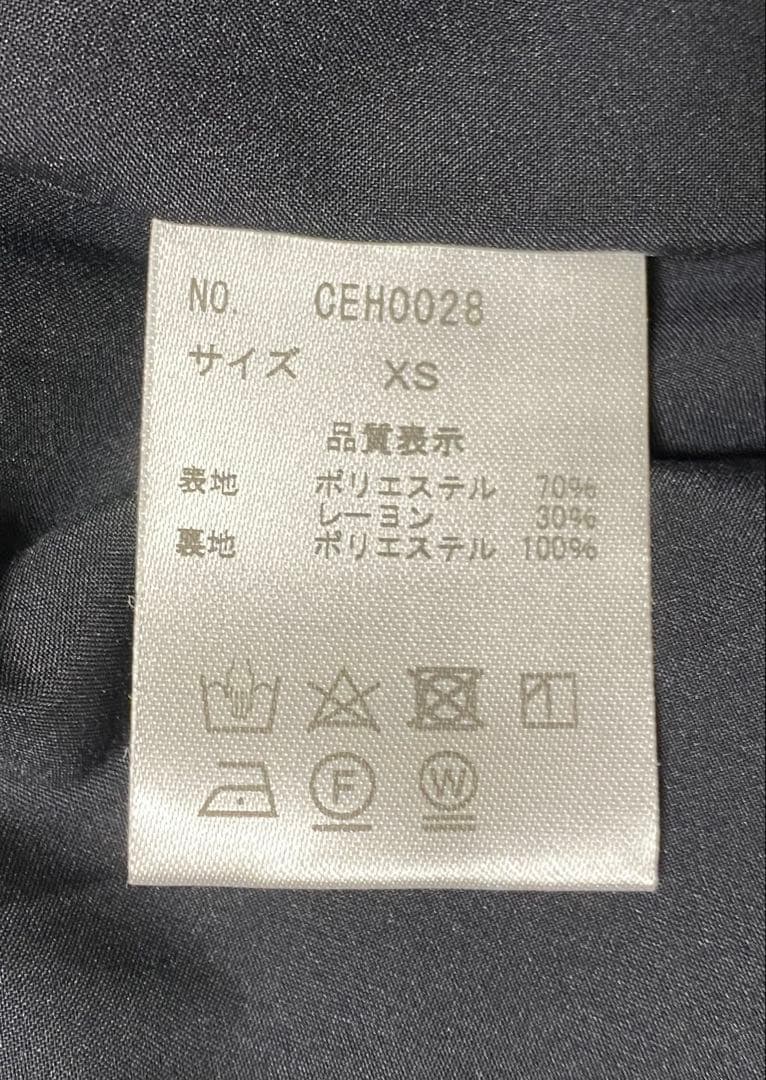 NO. CEH0028
サイズ XS
品質表示
表地 ポリエステル 70%
レーヨン 30%
裏地 ポリエステル 100%
F W